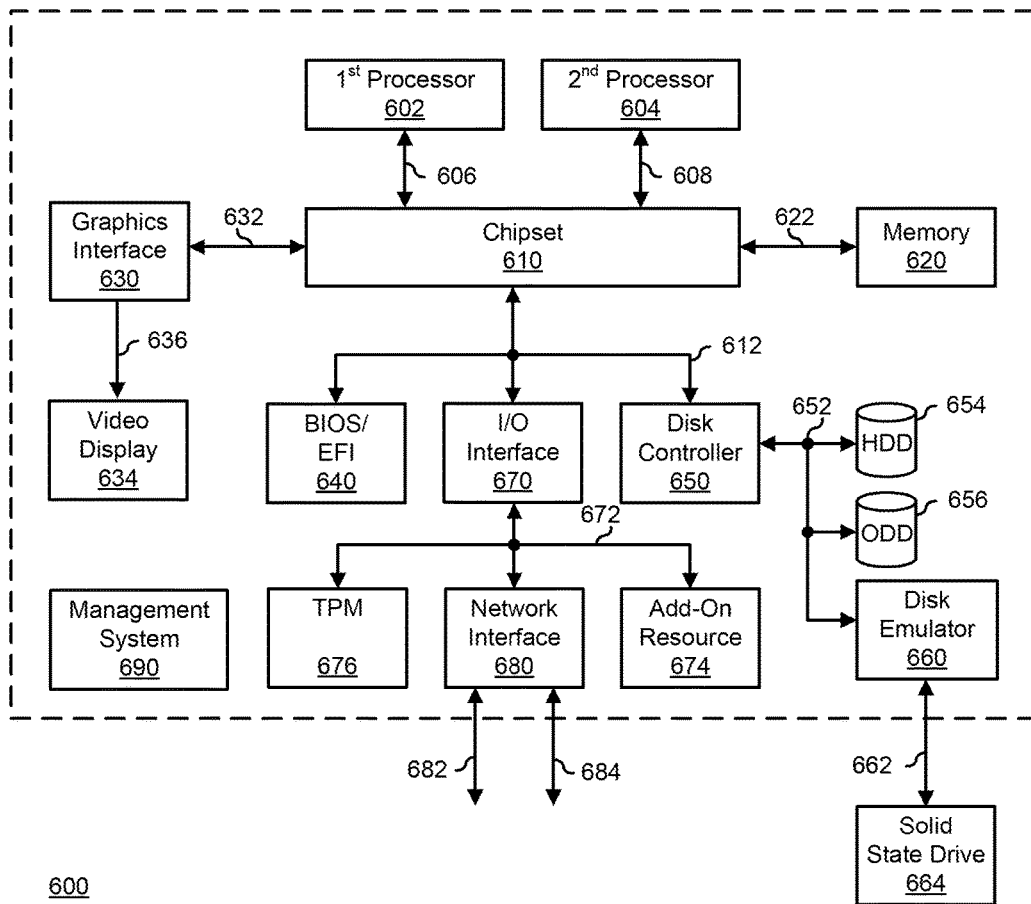 1st Processor
602
2nd Processor
604
606
608
Graphics
Interface
630
632
Chipset
610
622
Memory
620
636
612
Video
Display
634
BIOS/
EFI
640
I/O
Interface
670
Disk
Controller
650
652
HDD
654
ODD
656
672
Management
System
690
TPM
676
Network
Interface
680
Add-On
Resource
674
Disk
Emulator
660
682
684
662
Solid
State Drive
664
600